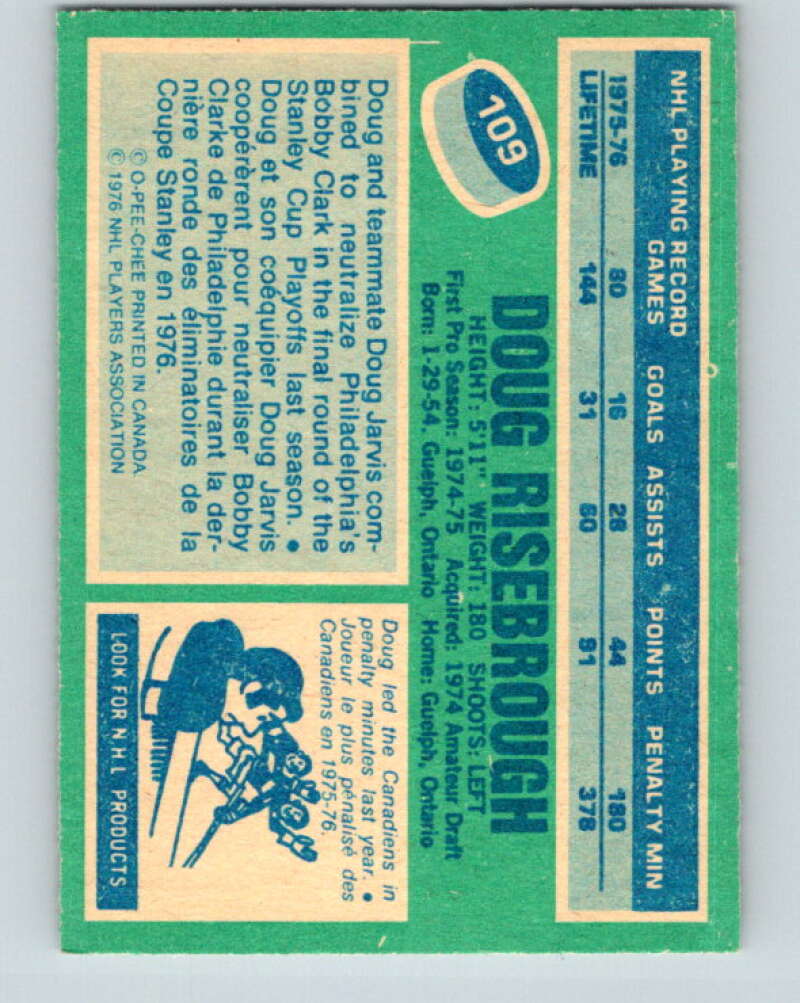 NHL PLAYING RECORD
GAMES GOALS ASSISTS POINTS PENALTY MIN
1975-76 80 16 28 44 180
LIFETIME 144 31 60 91 378
109
DOUG RISEBROUGH
HEIGHT: 5'11" WEIGHT: 180 SHOOTS: LEFT
First Pro Season: 1974-75 Acquired: 1974 Amateur Draft
Born: 1-29-54, Guelph, Ontario Home: Guelph, Ontario
Doug and teammate Doug Jarvis com-
bined to neutralize Philadelphia's
Bobby Clark in the final round of the
Stanley Cup Playoffs last season. •
Doug et son coéquipier Doug Jarvis
coopérèrent pour neutraliser Bobby
Clarke de Philadelphie durant la der-
nière ronde des éliminatoires de la
Coupe Stanley en 1976.
© O-PEE-CHEE PRINTED IN CANADA
© 1976 NHL PLAYERS ASSOCIATION
Doug led the Canadiens in
penalty minutes last year. •
Joueur le plus pénalisé des
Canadiens en 1975-76.
LOOK FOR N.H.L PRODUCTS